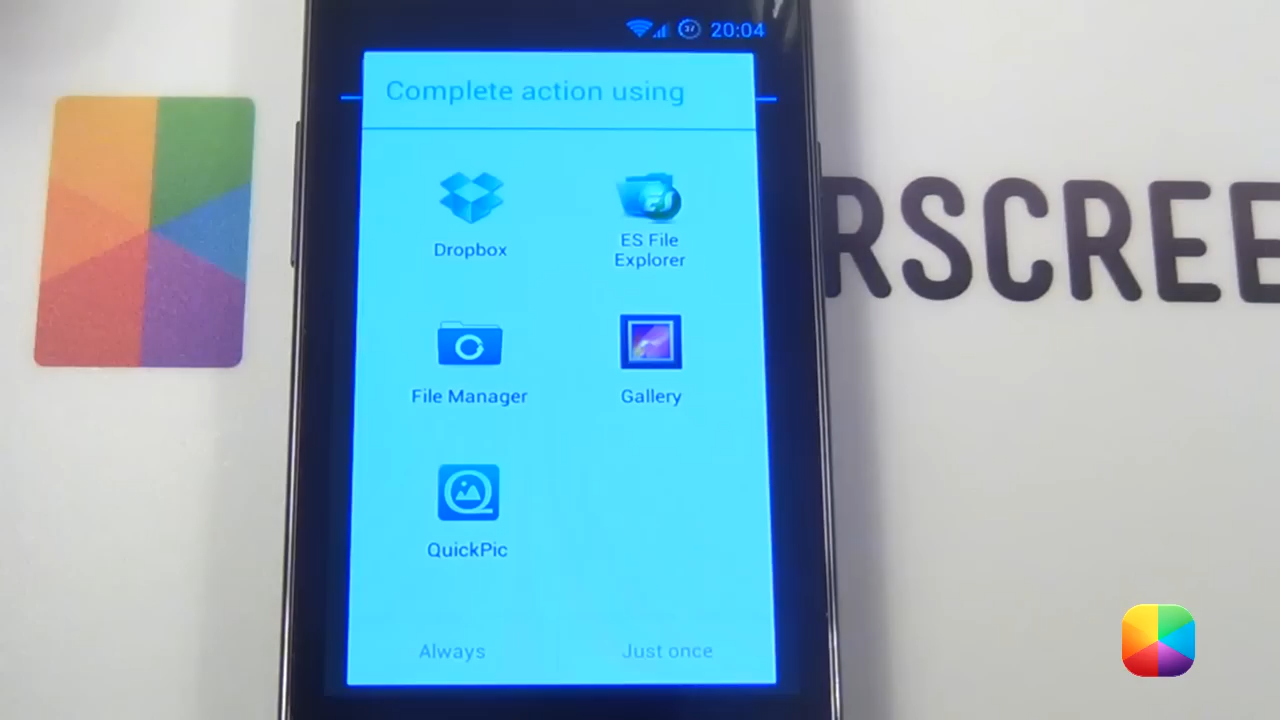 20:04
Complete action using
Dropbox
ES File
Explorer
File Manager
Gallery
QuickPic
Always
Just once
RSCREE